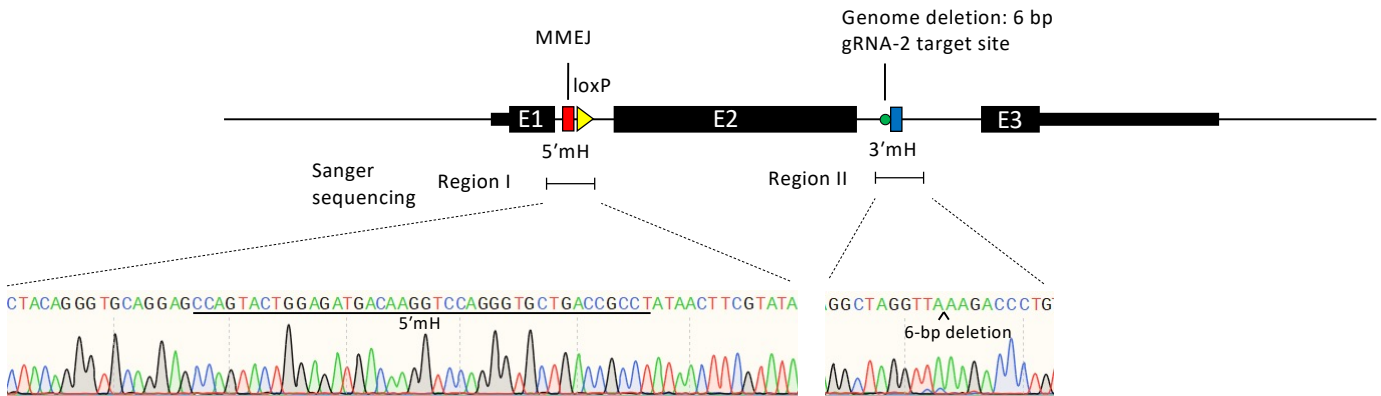 Genome deletion: 6 bp
gRNA-2 target site
MMEJ
loxP
E1
E2
E3
5’mH
3’mH
Sanger
sequencing
Region I
Region II
CTACAGGGTGCAGGAGCCAGTACTGGAGATGACAAGGTCCAGGGTGCTGACCGCCTATAACTTCGTATA
5’mH
GGCTAGGTTAAAGACCCTG
6-bp deletion